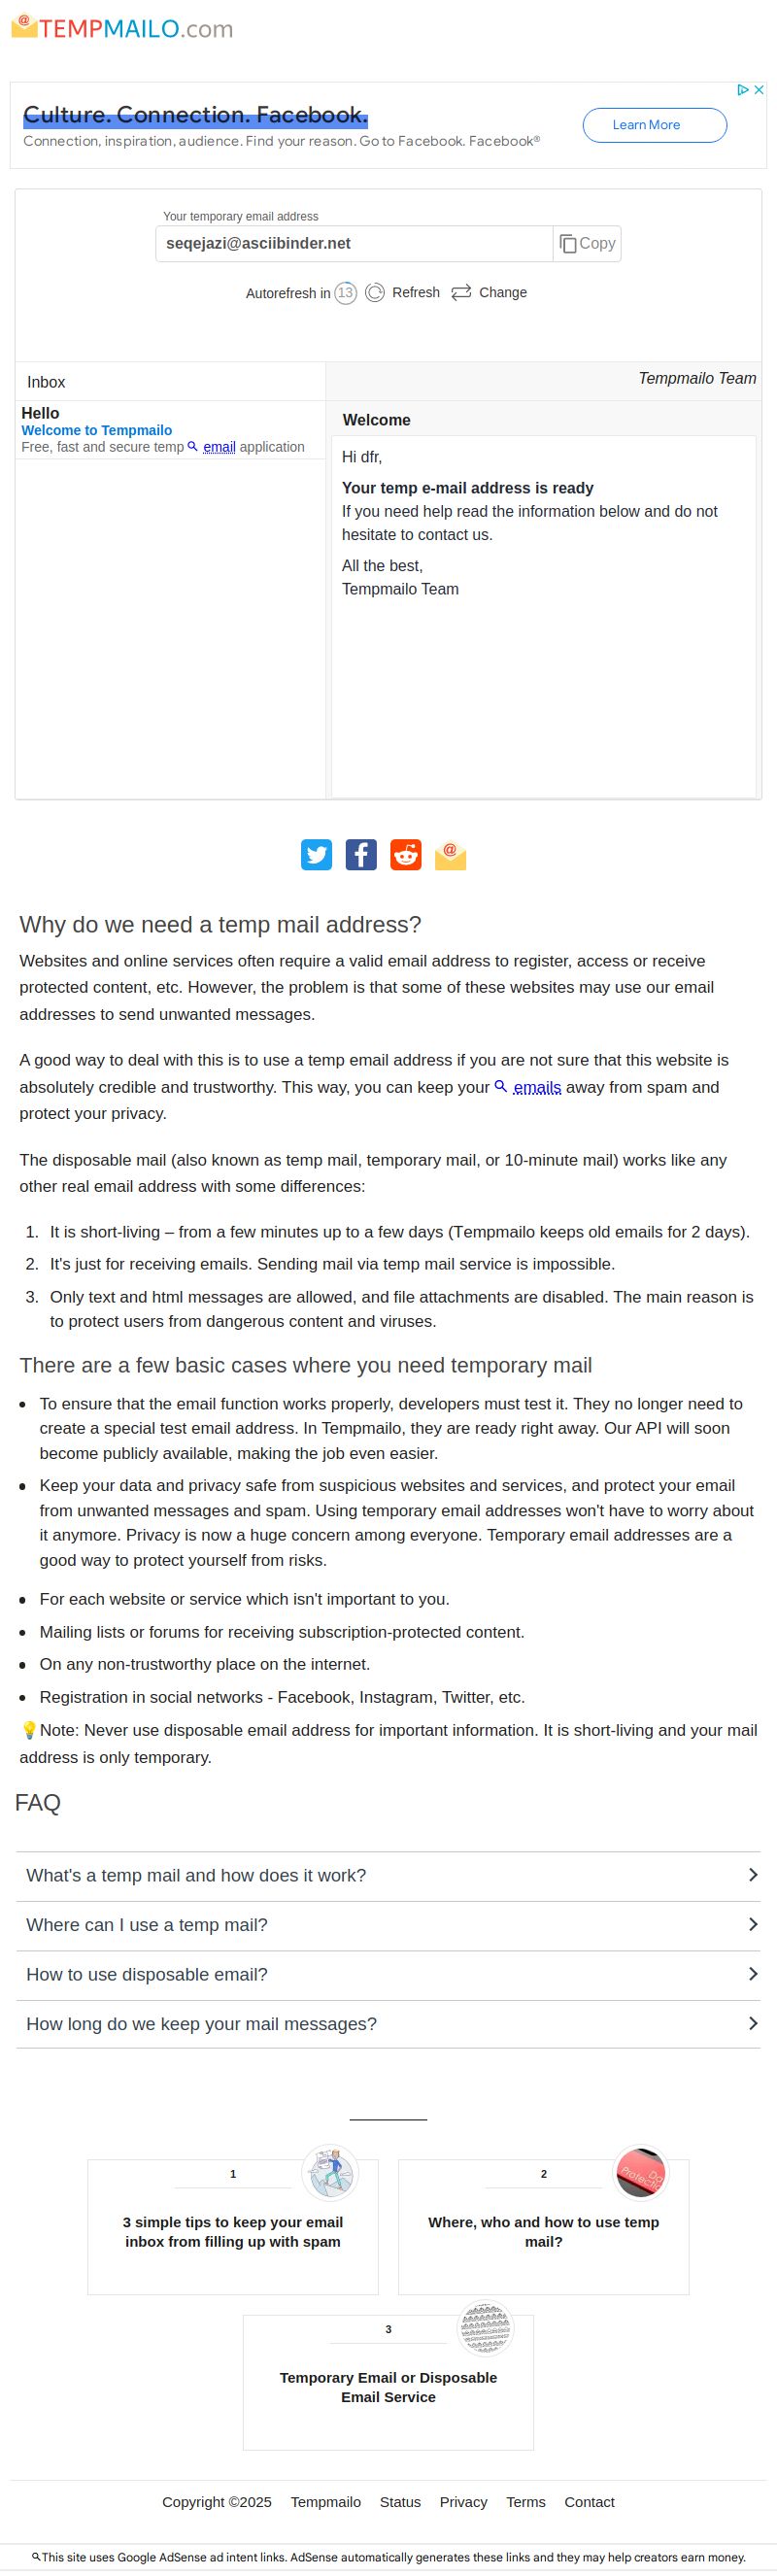 TEMPMAILO.com
Culture. Connection. Facebook.
Connection, inspiration, audience. Find your reason. Go to Facebook. Facebook®
Learn More
Your temporary email address
seqejazi@asciibinder.net
Copy
Autorefresh in 13 Refresh Change
Inbox
Tempmailo Team
Hello
Welcome to Tempmailo
Free, fast and secure temp email application
Welcome
Hi dfr,
Your temp e-mail address is ready
If you need help read the information below and do not
hesitate to contact us.
All the best,
Tempmailo Team
Why do we need a temp mail address?
Websites and online services often require a valid email address to register, access or receive
protected content, etc. However, the problem is that some of these websites may use our email
addresses to send unwanted messages.
A good way to deal with this is to use a temp email address if you are not sure that this website is
absolutely credible and trustworthy. This way, you can keep your emails away from spam and
protect your privacy.
The disposable mail (also known as temp mail, temporary mail, or 10-minute mail) works like any
other real email address with some differences:
1. It is short-living – from a few minutes up to a few days (Tempmailo keeps old emails for 2 days).
2. It's just for receiving emails. Sending mail via temp mail service is impossible.
3. Only text and html messages are allowed, and file attachments are disabled. The main reason is
to protect users from dangerous content and viruses.
There are a few basic cases where you need temporary mail
• To ensure that the email function works properly, developers must test it. They no longer need to
create a special test email address. In Tempmailo, they are ready right away. Our API will soon
become publicly available, making the job even easier.
• Keep your data and privacy safe from suspicious websites and services, and protect your email
from unwanted messages and spam. Using temporary email addresses won't have to worry about
it anymore. Privacy is now a huge concern among everyone. Temporary email addresses are a
good way to protect yourself from risks.
• For each website or service which isn't important to you.
• Mailing lists or forums for receiving subscription-protected content.
• On any non-trustworthy place on the internet.
• Registration in social networks - Facebook, Instagram, Twitter, etc.
💡Note: Never use disposable email address for important information. It is short-living and your mail
address is only temporary.
FAQ
What's a temp mail and how does it work?
Where can I use a temp mail?
How to use disposable email?
How long do we keep your mail messages?
1
3 simple tips to keep your email
inbox from filling up with spam
2
Where, who and how to use temp
mail?
3
Temporary Email or Disposable
Email Service
Copyright ©2025 Tempmailo Status Privacy Terms Contact
This site uses Google AdSense ad intent links. AdSense automatically generates these links and they may help creators earn money.